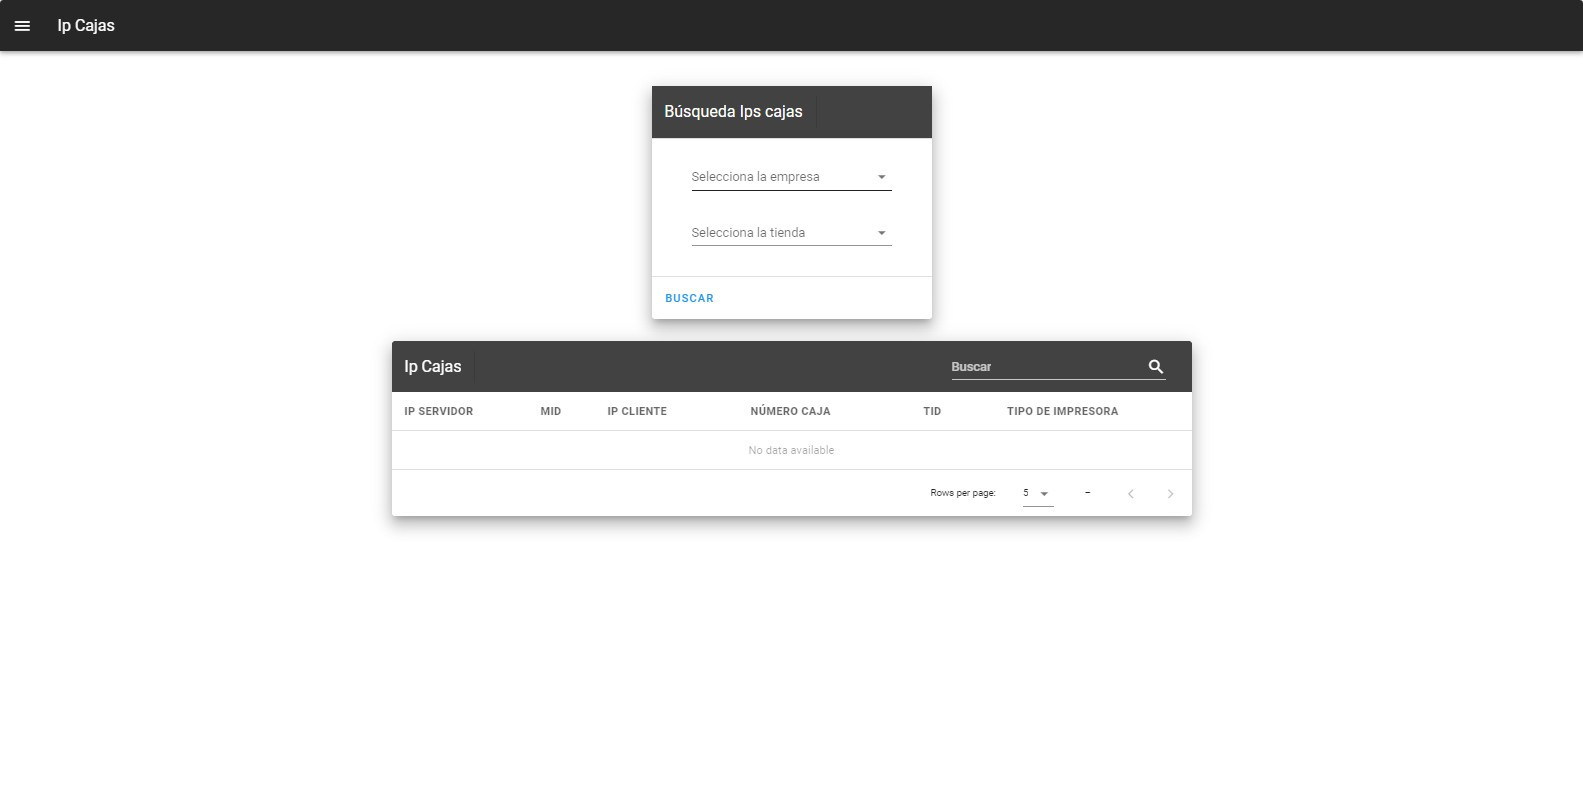 Ip Cajas
Búsqueda Ips cajas
Selecciona la empresa
Selecciona la tienda
BUSCAR
Ip Cajas
Buscar
IP SERVIDOR MID IP CLIENTE NÚMERO CAJA TID TIPO DE IMPRESORA
No data available
Rows per page: 5 –